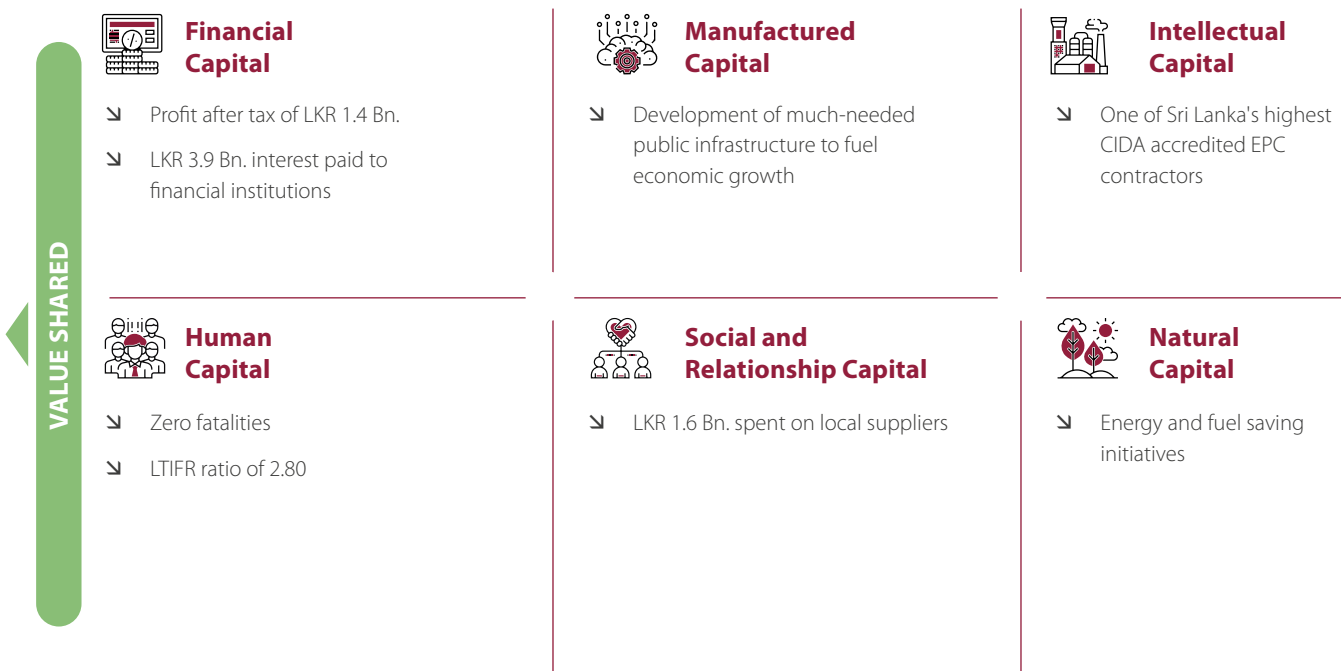 VALUE SHARED
Financial
Capital
Profit after tax of LKR 1.4 Bn.
LKR 3.9 Bn. interest paid to
financial institutions
Manufactured
Capital
Development of much-needed
public infrastructure to fuel
economic growth
Intellectual
Capital
One of Sri Lanka's highest
CIDA accredited EPC
contractors
Human
Capital
Zero fatalities
LTIFR ratio of 2.80
Social and
Relationship Capital
LKR 1.6 Bn. spent on local suppliers
Natural
Capital
Energy and fuel saving
initiatives